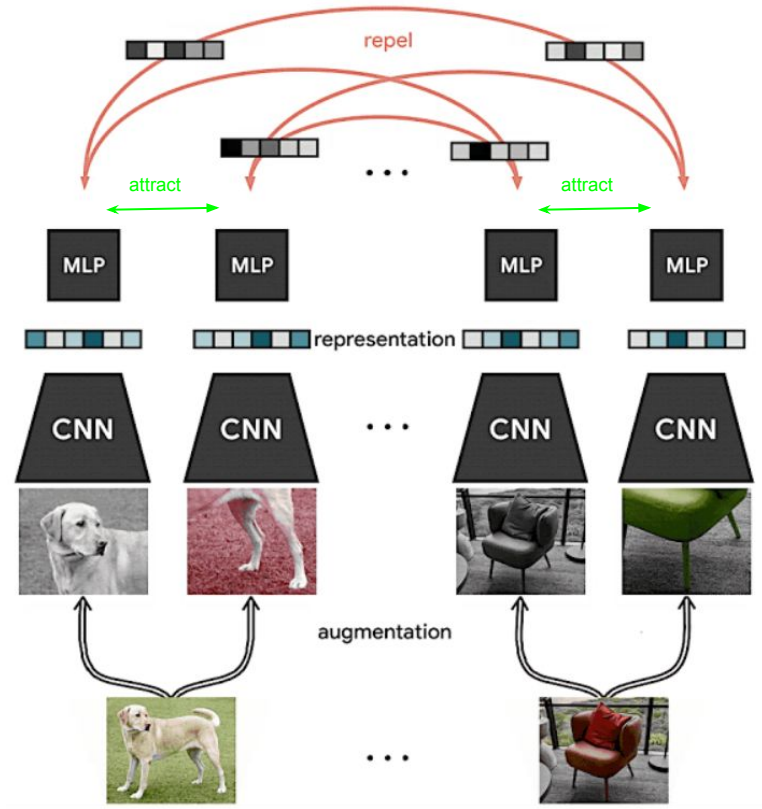 repel
attract
attract
MLP
MLP
MLP
MLP
representation
CNN
CNN
CNN
CNN
augmentation